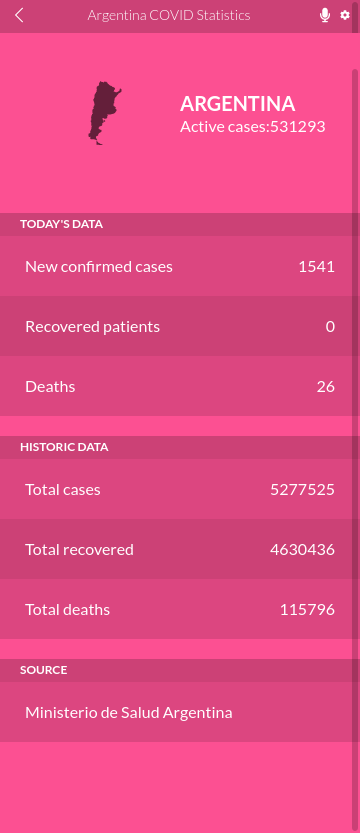 Argentina COVID Statistics
ARGENTINA
Active cases:531293
TODAY'S DATA
New confirmed cases 1541
Recovered patients 0
Deaths 26
HISTORIC DATA
Total cases 5277525
Total recovered 4630436
Total deaths 115796
SOURCE
Ministerio de Salud Argentina